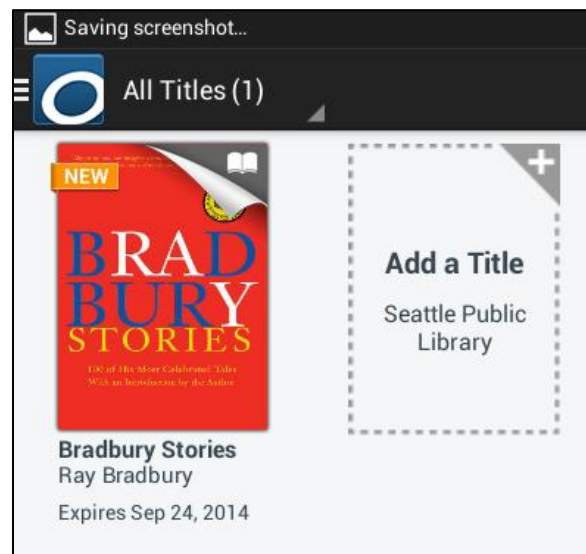 Saving screenshot...
All Titles (1)
NEW
BRAD
BURY
STORIES
100 of His Most Celebrated Tales
With an Introduction by the Author
Bradbury Stories
Ray Bradbury
Expires Sep 24, 2014
+
Add a Title
Seattle Public
Library